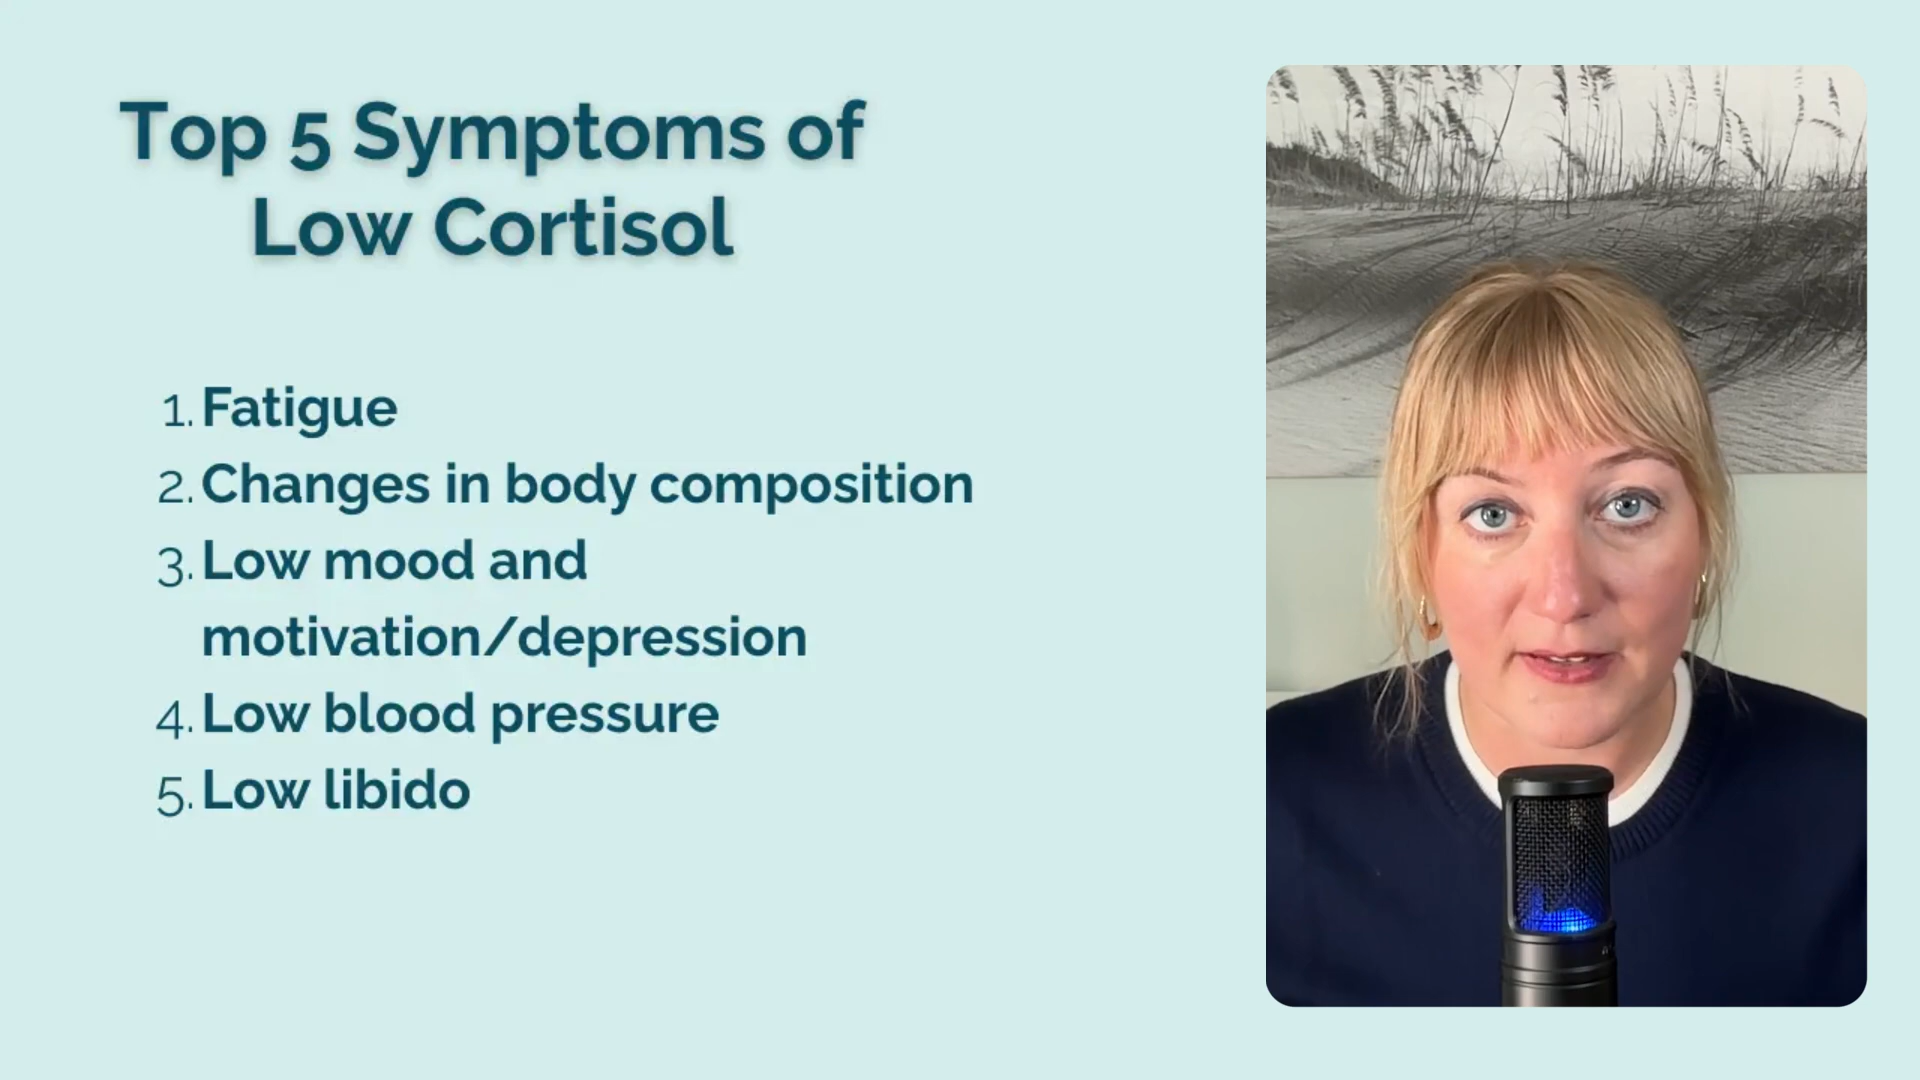 Top 5 Symptoms of
Low Cortisol
1. Fatigue
2. Changes in body composition
3. Low mood and
motivation/depression
4. Low blood pressure
5. Low libido